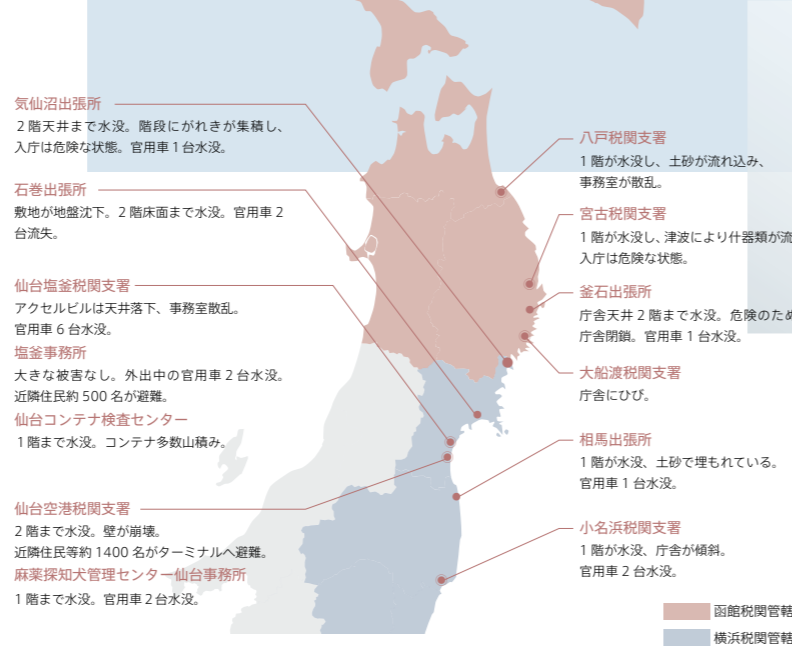 気仙沼出張所
2階天井まで水没。階段にがれきが集積し、
入庁は危険な状態。官用車1台水没。
石巻出張所
敷地が地盤沈下。2階床面まで水没。官用車2
台流失。
仙台塩釜税関支署
アクセルビルは天井落下、事務室散乱。
官用車6台水没。
塩釜事務所
大きな被害なし。外出中の官用車2台水没。
近隣住民約500名が避難。
仙台コンテナ検査センター
1階まで水没。コンテナ多数山積み。
仙台空港税関支署
2階まで水没。壁が崩壊。
近隣住民等約1400名がターミナルへ避難。
麻薬探知犬管理センター仙台事務所
1階まで水没。官用車2台水没。
八戸税関支署
1階が水没し、土砂が流れ込み、
事務室が散乱。
宮古税関支署
1階が水没し、津波により什器類が流
入庁は危険な状態。
釜石出張所
庁舎天井2階まで水没。危険のため
庁舎閉鎖。官用車1台水没。
大船渡税関支署
庁舎にひび。
相馬出張所
1階が水没、土砂で埋もれている。
官用車1台水没。
小名浜税関支署
1階が水没、庁舎が傾斜。
官用車2台水没。
函館税関管轄
横浜税関管轄